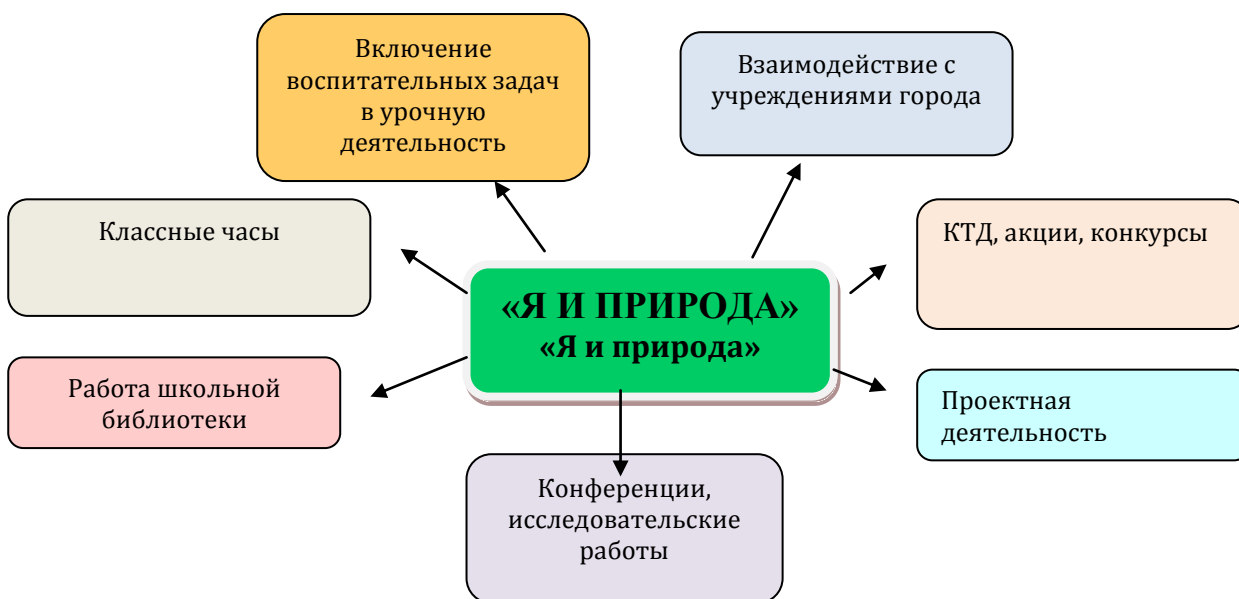 Включение
воспитательных задач
в урочную
деятельность
Взаимодействие с
учреждениями города
Классные часы
КТД, акции, конкурсы
«Я И ПРИРОДА»
«Я и природа»
Работа школьной
библиотеки
Проектная
деятельность
Конференции,
исследовательские
работы